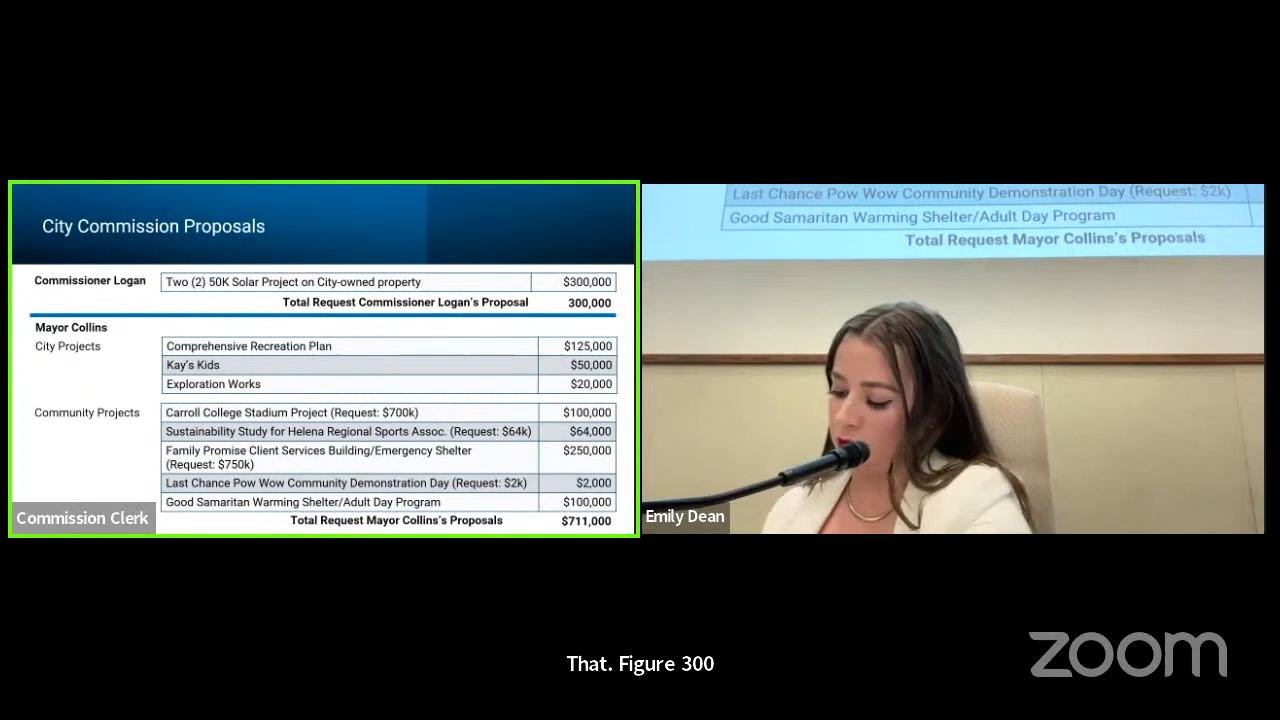 City Commission Proposals
Commissioner Logan
Two (2) 50K Solar Project on City-owned property $300,000
Total Request Commissioner Logan's Proposal 300,000
Mayor Collins
City Projects
Comprehensive Recreation Plan $125,000
Kay's Kids $50,000
Exploration Works $20,000
Community Projects
Carroll College Stadium Project (Request: $700k) $100,000
Sustainability Study for Helena Regional Sports Assoc. (Request: $64k) $64,000
Family Promise Client Services Building/Emergency Shelter $250,000
(Request: $750k)
Last Chance Pow Wow Community Demonstration Day (Request: $2k) $2,000
Good Samaritan Warming Shelter/Adult Day Program $100,000
Total Request Mayor Collins's Proposals $711,000
Commission Clerk
Last Chance Pow Wow Community Demonstration Day (Request: $2k)
Good Samaritan Warming Shelter/Adult Day Program
Total Request Mayor Collins's Proposals
Emily Dean
That. Figure 300
zoom